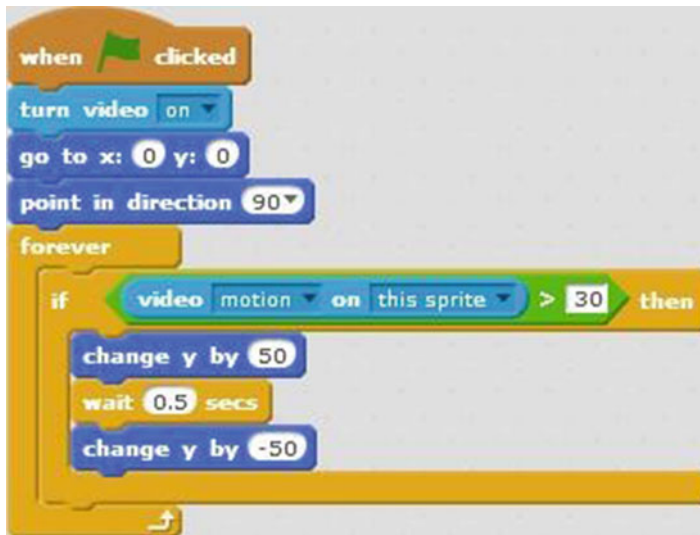 when clicked
turn video on
go to x: 0 y: 0
point in direction 90
forever
if video motion on this sprite > 30 then
change y by 50
wait 0.5 secs
change y by -50